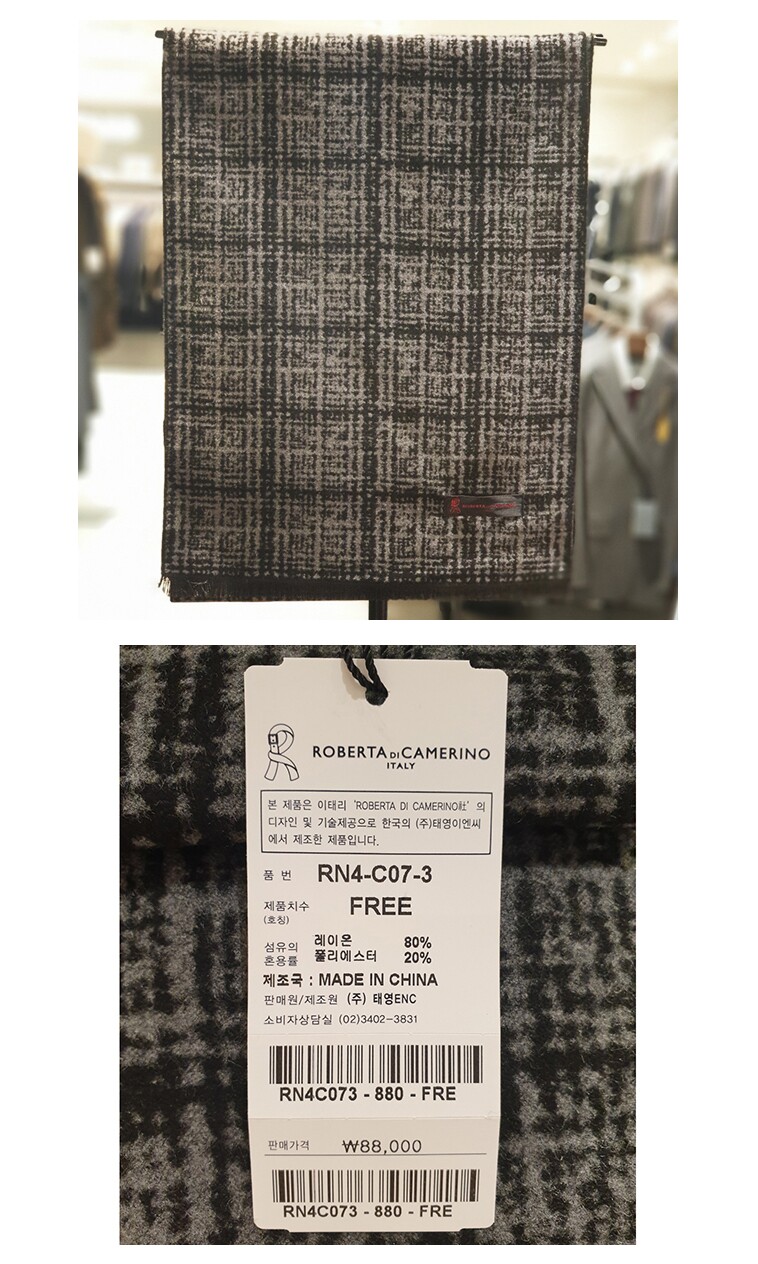 ROBERTA DI CAMERINO
ITALY
본 제품은 이태리 'ROBERTA DI CAMERINO社' 의
디자인 및 기술제공으로 한국의 (주)태영이엔씨
에서 제조한 제품입니다.
품 번 RN4-C07-3
제품치수 FREE
(호칭)
섬유의 레이온 80%
혼용률 폴리에스터 20%
제조국 : MADE IN CHINA
판매원/제조원 (주) 태영ENC
소비자상담실 (02)3402-3831
RN4C073 - 880 - FRE
판매가격 ₩88,000
RN4C073 - 880 - FRE